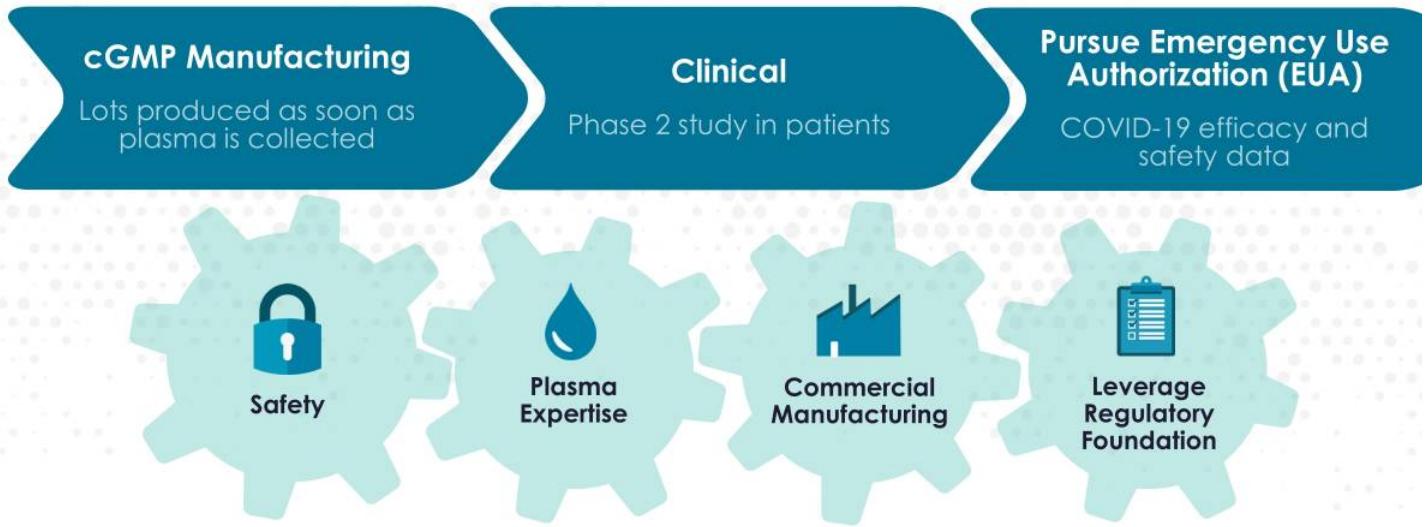 cGMP Manufacturing
Lots produced as soon as
plasma is collected
Clinical
Phase 2 study in patients
Pursue Emergency Use
Authorization (EUA)
COVID-19 efficacy and
safety data
Safety
Plasma
Expertise
Commercial
Manufacturing
Leverage
Regulatory
Foundation